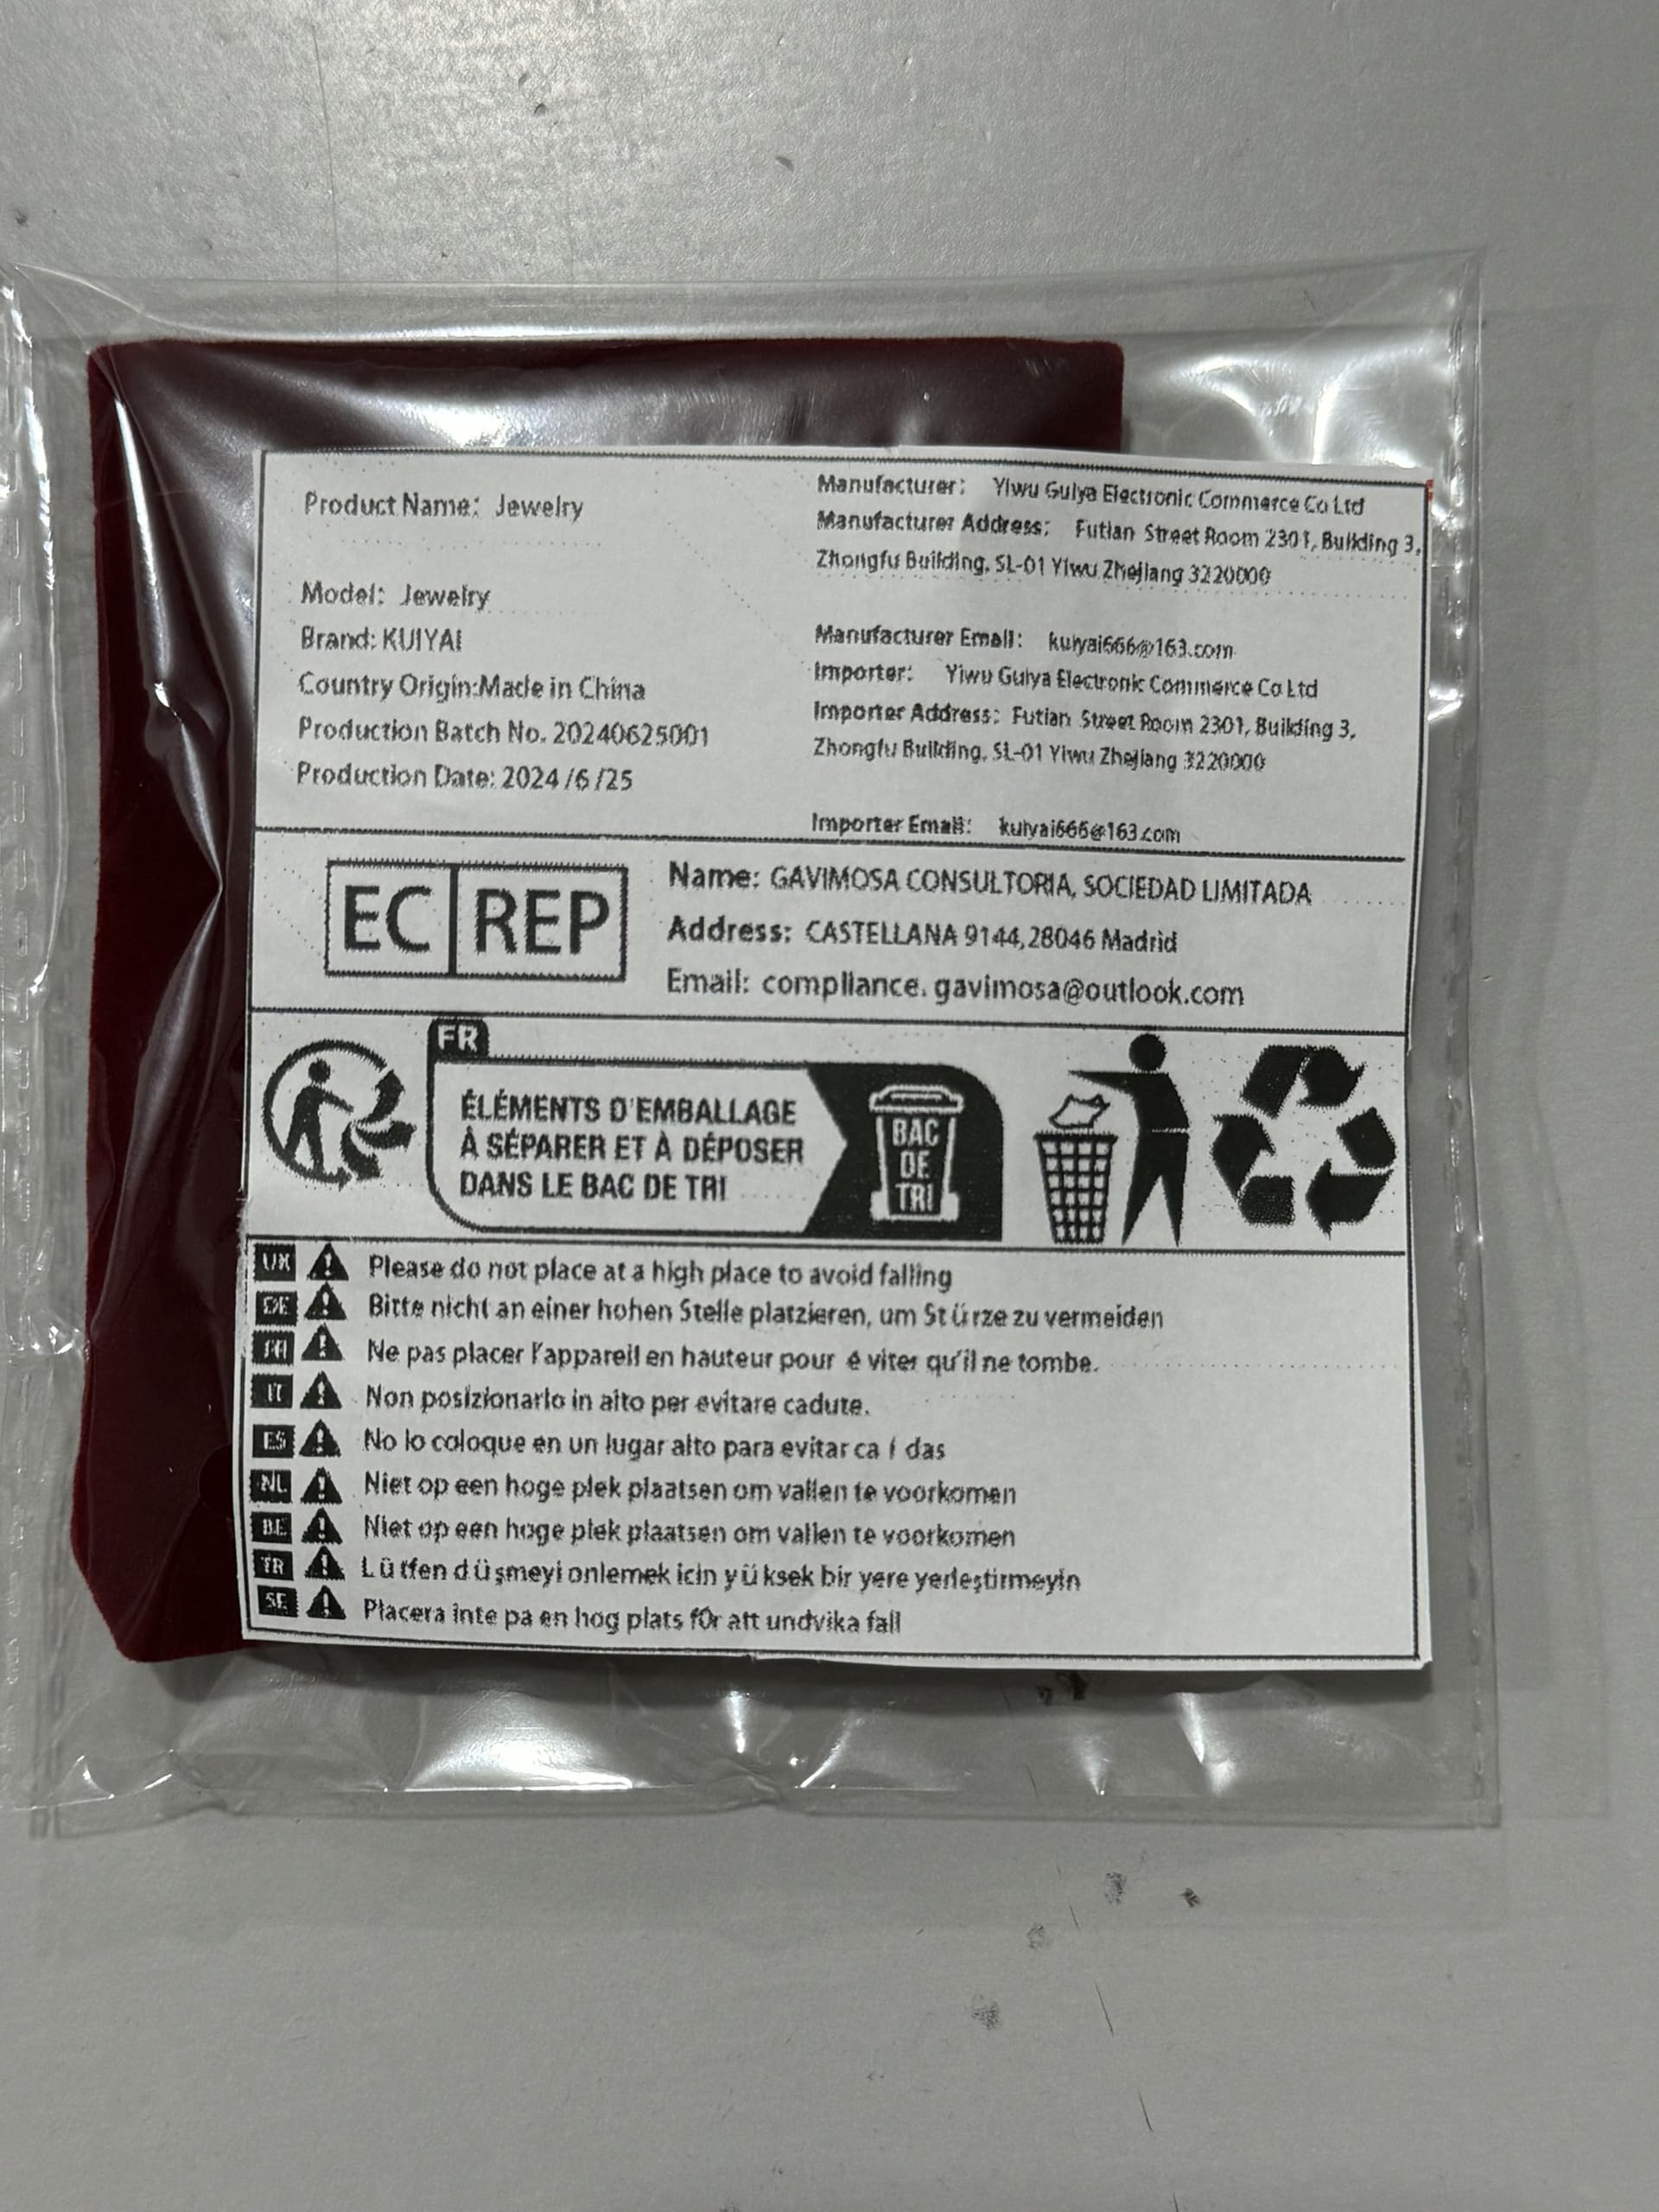 Product Name: Jewelry
Model: Jewelry
Brand: KUIYAI
Country Origin:Made in China
Production Batch No. 20240625001
Production Date: 2024/6/25
Manufacturer: Yiwu Guiya Electronic Commerce Co Ltd
Manufacturer Address: Futian Street Room 2301, Building 3,
Zhongfu Building, SL-01 Yiwu Zhejiang 3220000
Manufacturer Email: kuiyai666@163.com
Importer: Yiwu Guiya Electronic Commerce Co Ltd
Importer Address: Futian Street Room 2301, Building 3,
Zhongfu Building, SL-01 Yiwu Zhejiang 3220000
Importer Email: kuiyai666@163.com
EC REP
Name: GAVIMOSA CONSULTORIA, SOCIEDAD LIMITADA
Address: CASTELLANA 9144,28046 Madrid
Email: compliance.gavimosa@outlook.com
FR
ÉLÉMENTS D'EMBALLAGE
À SÉPARER ET À DÉPOSER
DANS LE BAC DE TRI
BAC
DE
TRI
Please do not place at a high place to avoid falling
DE Bitte nicht an einer hohen Stelle platzieren, um Stürze zu vermeiden
Ne pas placer l'appareil en hauteur pour é viter qu'il ne tombe.
IT Non posizionarlo in alto per evitare cadute.
ES No lo coloque en un lugar alto para evitar ca í das
NL Niet op een hoge plek plaatsen om vallen te voorkomen
BE Niet op een hoge plek plaatsen om vallen te voorkomen
TR Lü tfen dü şmeyi onlemek icin yü ksek bir yere yerleştirmeyin
SE Placera inte pa en hog plats fûr att undvika fall